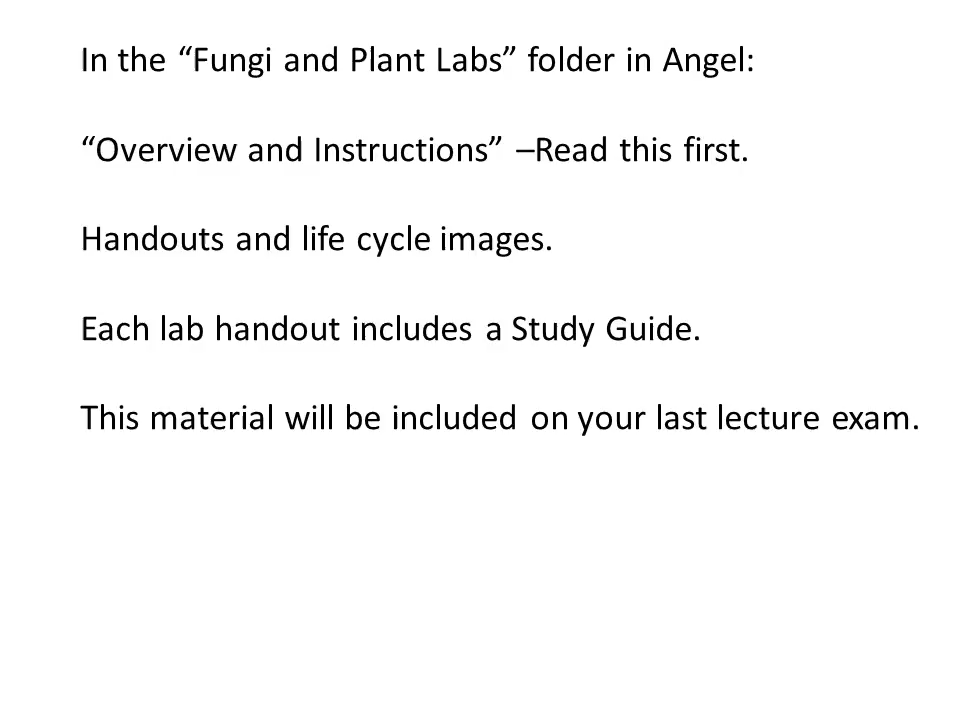 In the “Fungi and Plant Labs” folder in Angel:
“Overview and Instructions” –Read this first.
Handouts and life cycle images.
Each lab handout includes a Study Guide.
This material will be included on your last lecture exam.